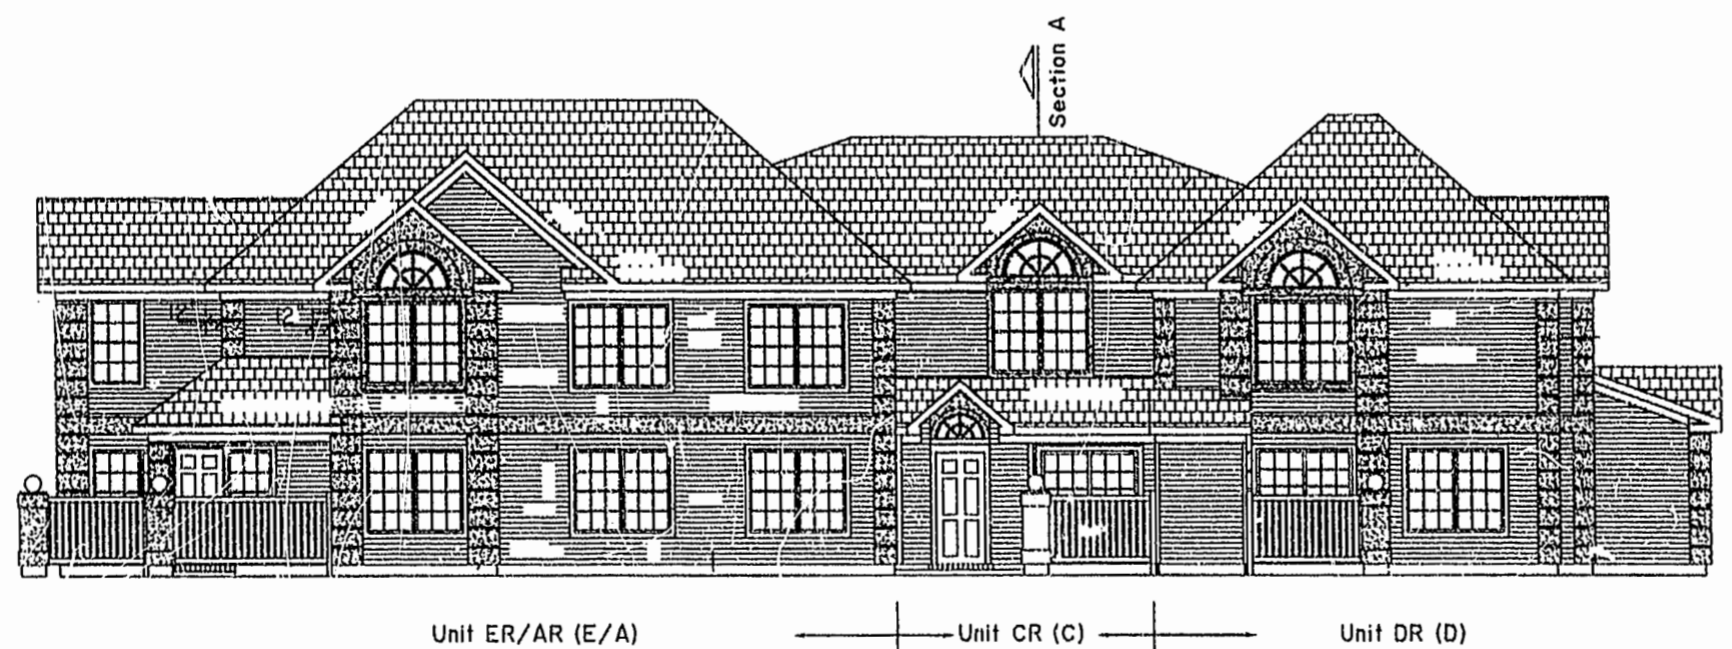 Section A
Unit ER/AR (E/A)
Unit CR (C)
Unit DR (D)